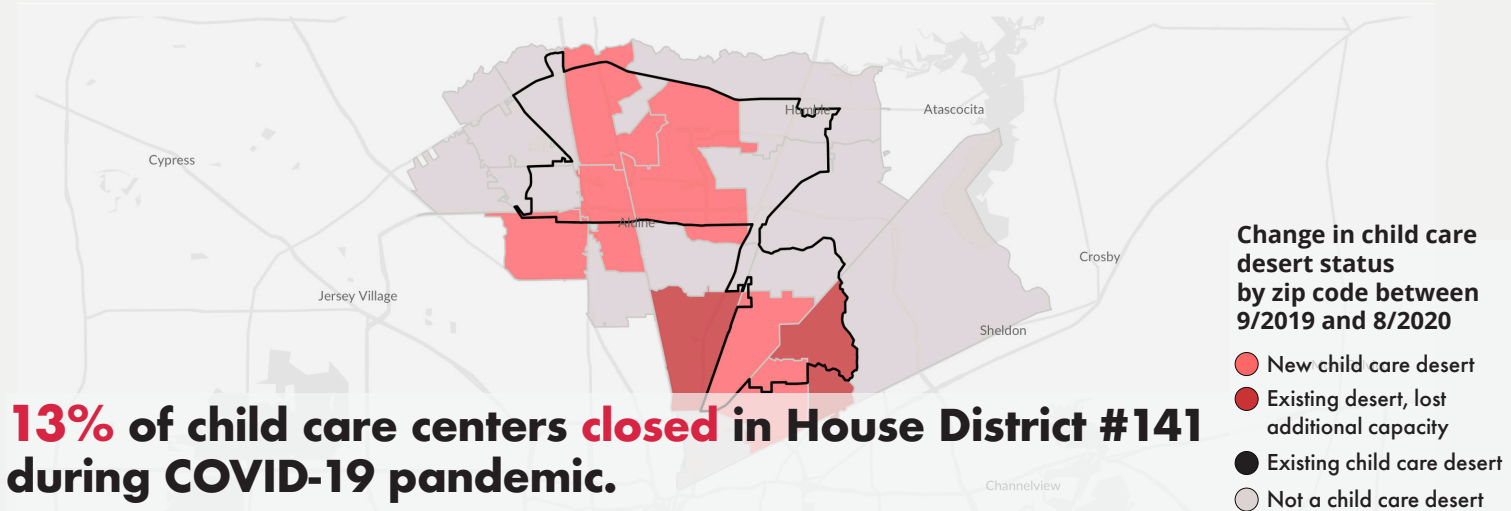 Humble
Atascocita
Cypress
Aldine
Crosby
Jersey Village
Sheldon
Channelview
Change in child care
desert status
by zip code between
9/2019 and 8/2020
New child care desert
Existing desert, lost
additional capacity
Existing child care desert
Not a child care desert
13% of child care centers closed in House District #141
during COVID-19 pandemic.